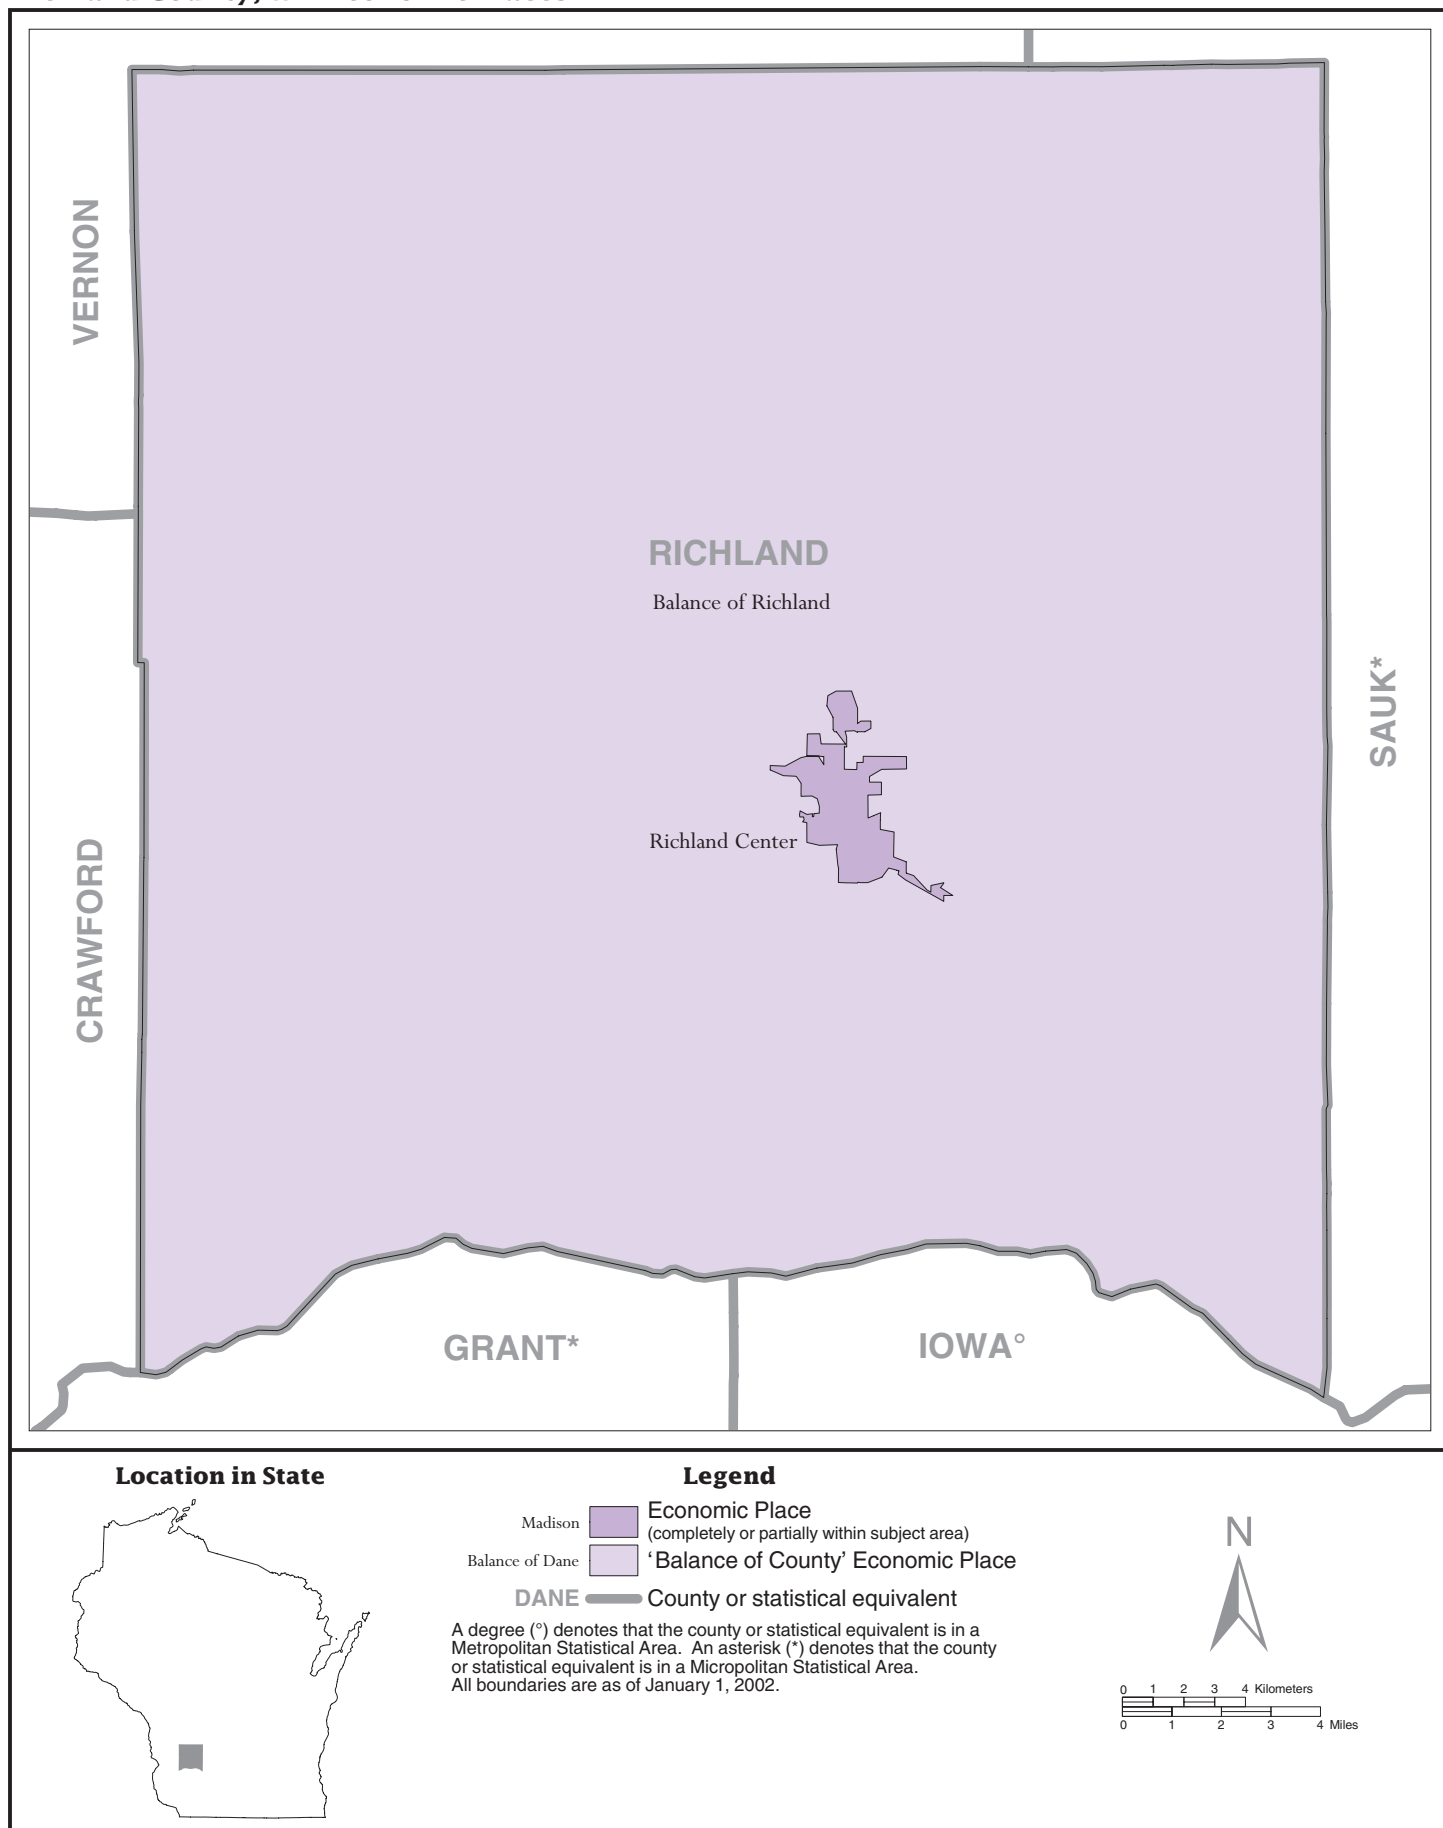 VERNON
RICHLAND
Balance of Richland
SAUK*
Richland Center
CRAWFORD
GRANT*
IOWA°
Location in State
Legend
Madison
Economic Place
(completely or partially within subject area)
Balance of Dane
‘Balance of County’ Economic Place
DANE
County or statistical equivalent
A degree (°) denotes that the county or statistical equivalent is in a
Metropolitan Statistical Area. An asterisk (*) denotes that the county
or statistical equivalent is in a Micropolitan Statistical Area.
All boundaries are as of January 1, 2002.
N
0 1 2 3 4 Kilometers
0 1 2 3 4 Miles